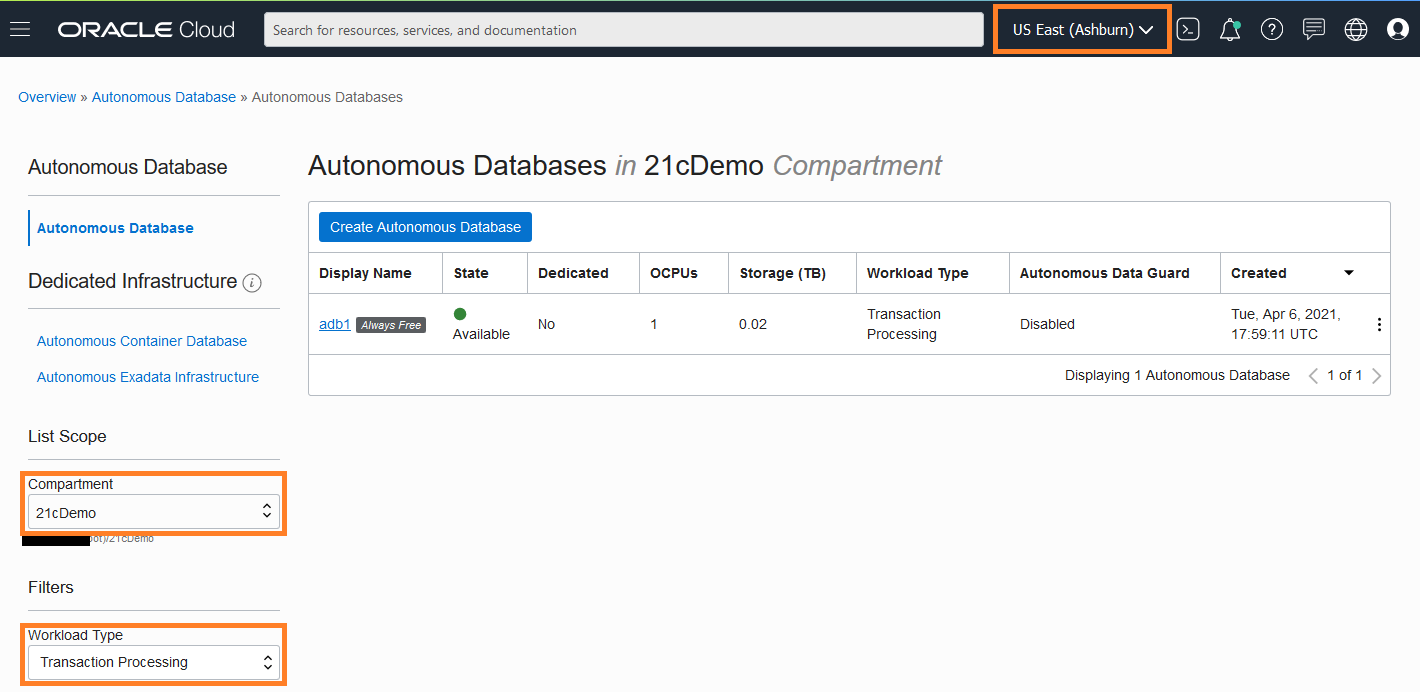 ORACLE Cloud
Search for resources, services, and documentation
US East (Ashburn)
Overview » Autonomous Database » Autonomous Databases
Autonomous Database
Autonomous Database
Dedicated Infrastructure
Autonomous Container Database
Autonomous Exadata Infrastructure
List Scope
Compartment
21cDemo
/21cDemo
Filters
Workload Type
Transaction Processing
Autonomous Databases in 21cDemo Compartment
Create Autonomous Database
Display Name State Dedicated OCPUs Storage (TB) Workload Type Autonomous Data Guard Created
adb1 Always Free Available No 1 0.02 Transaction Processing Disabled Tue, Apr 6, 2021, 17:59:11 UTC
Displaying 1 Autonomous Database 1 of 1